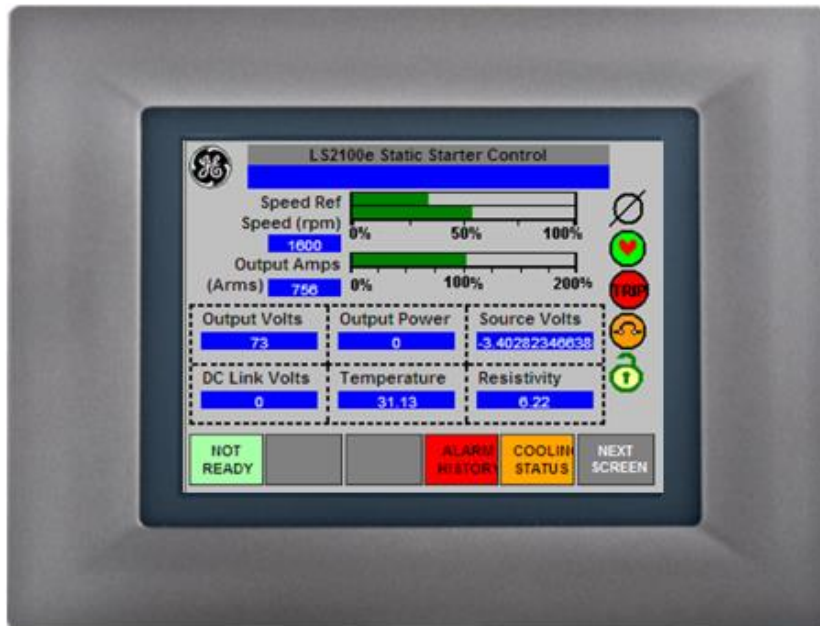 LS2100e Static Starter Control
Speed Ref
Speed (rpm)
1600
0% 50% 100%
Output Amps
(Arms) 756
0% 100% 200%
TRIP
Output Volts Output Power Source Volts
73 0 -3.40282346638
DC Link Volts Temperature Resistivity
0 31.13 6.22
NOT
READY
ALARM
HISTORY
COOLIN
STATUS
NEXT
SCREEN